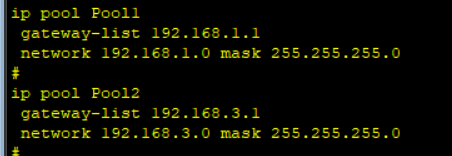 ip pool Pool1
gateway-list 192.168.1.1
network 192.168.1.0 mask 255.255.255.0
#
ip pool Pool2
gateway-list 192.168.3.1
network 192.168.3.0 mask 255.255.255.0
#